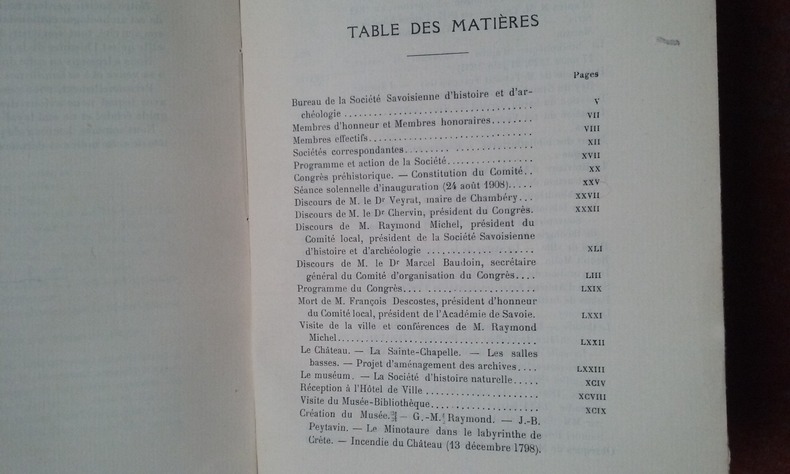 TABLE DES MATIÈRES
Pages
Bureau de la Société Savoisienne d'histoire et d'ar-
chéologie .................................... V
Membres d'honneur et Membres honoraires........ VII
Membres effectifs.............................. VIII
Sociétés correspondantes....................... XII
Programme et action de la Société............... XVII
Congrès préhistorique. — Constitution du Comité.. XX
Séance solennelle d'inauguration (24 août 1908)..... XXV
Discours de M. le Dr Veyrat, maire de Chambéry... XXVII
Discours de M. le Dr Chervin, président du Congrès. XXXII
Discours de M. Raymond Michel, président du
Comité local, président de la Société Savoisienne
d'histoire et d'archéologie .................... XLI
Discours de M. le Dr Marcel Baudoin, secrétaire
général du Comité d'organisation du Congrès.... LIII
Programme du Congrès.... ...................... LXIX
Mort de M. François Descostes, président d'honneur
du Comité local, président de l'Académie de Savoie. LXXI
Visite de la ville et conférences de M. Raymond
Michel........................................ LXXII
Le Château. — La Sainte-Chapelle. — Les salles
basses. — Projet d'aménagement des archives.... LXXIII
Le muséum. — La Société d'histoire naturelle..... XCIV
Réception à l'Hôtel de Ville .................... XCVIII
Visite du Musée-Bibliothèque.................... XCIX
Création du Musée. — G.-M. Raymond. — J.-B.
Peytavin. — Le Minotaure dans le labyrinthe de
Crète. — Incendie du Château (13 décembre 1798).